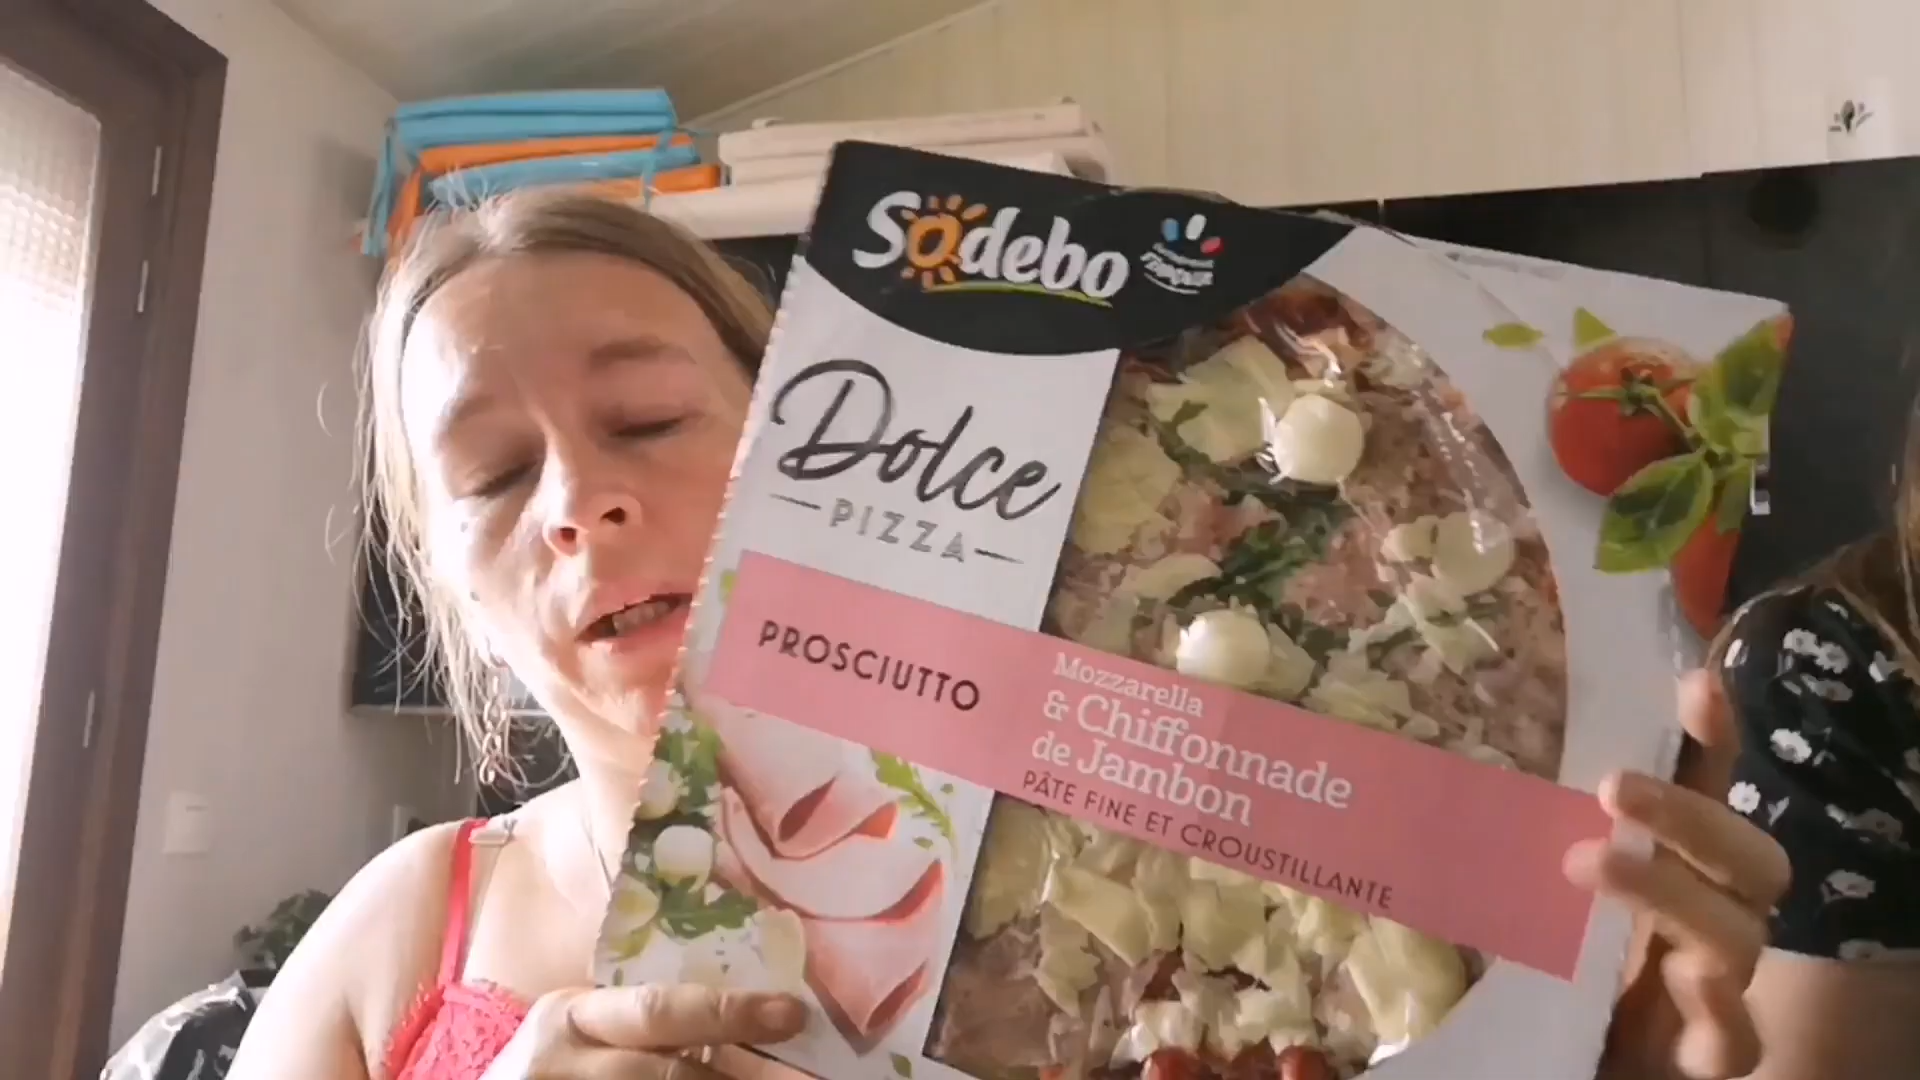 Sodebo
Dolce
PIZZA
PROSCIUTTO
Mozzarella
& Chiffonnade
de Jambon
PÂTE FINE ET CROUSTILLANTE